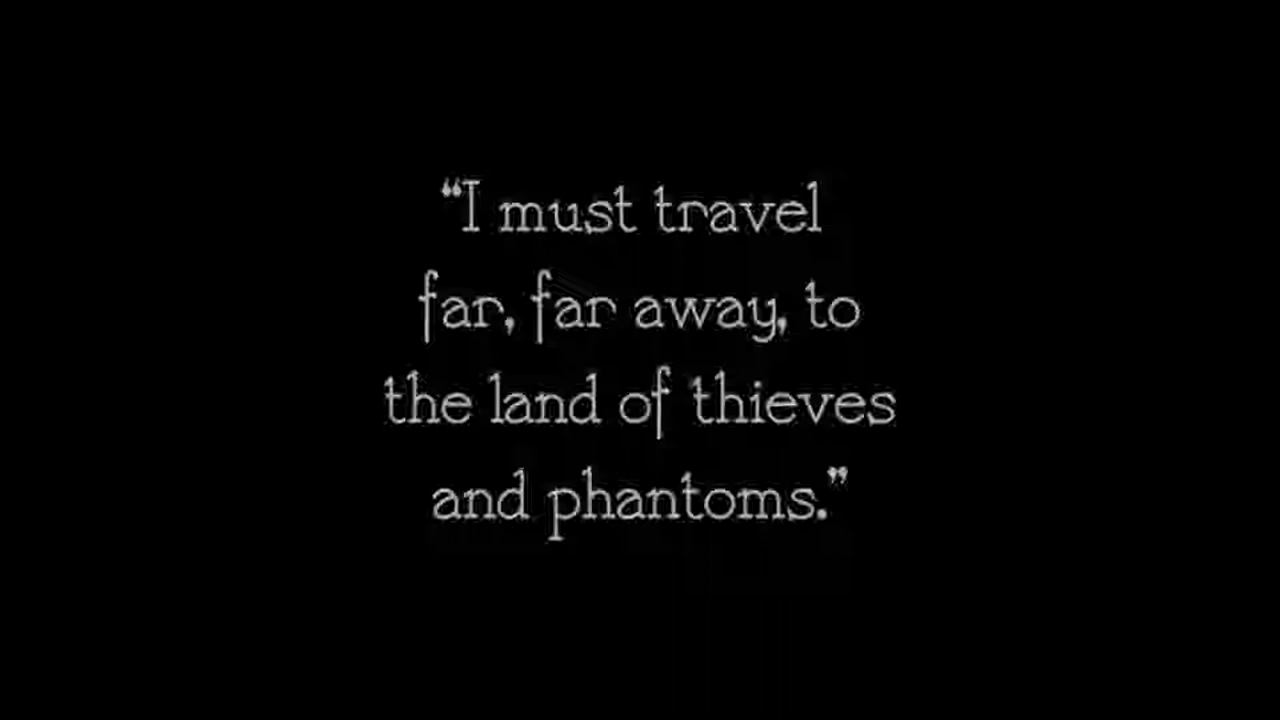 “I must travel
far, far away, to
the land of thieves
and phantoms.”